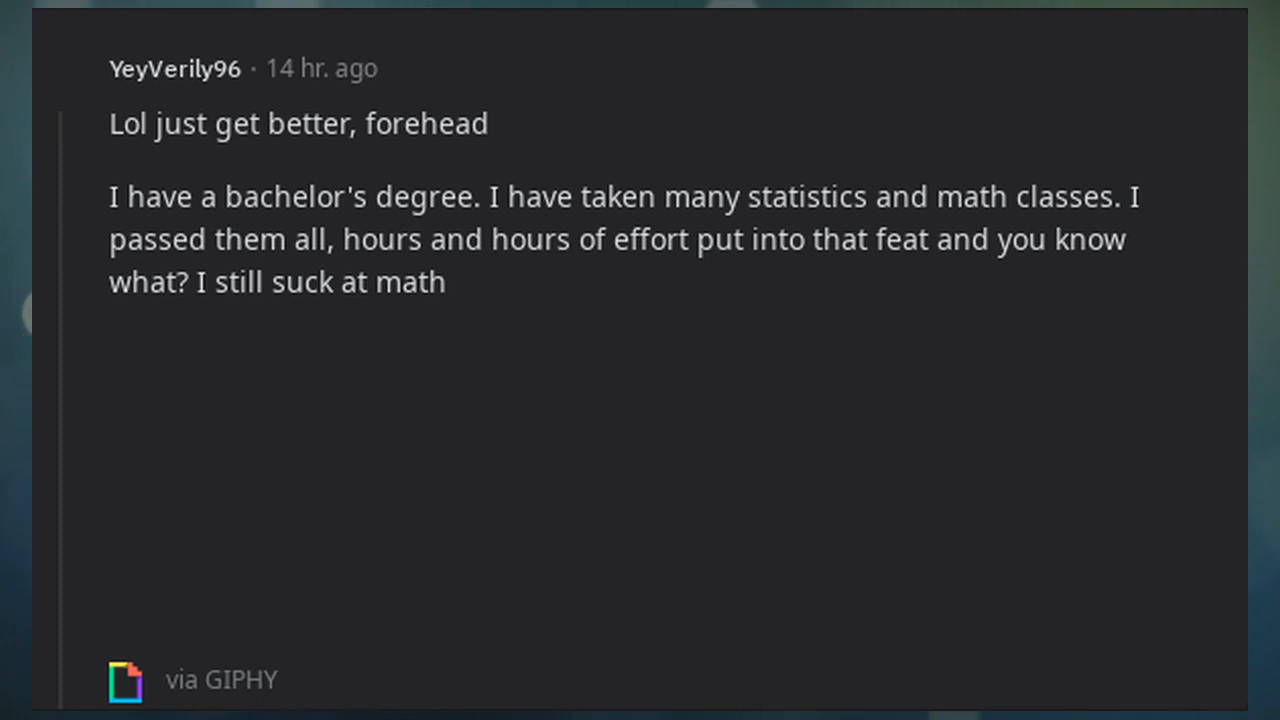 YeyVerily96 · 14 hr. ago
Lol just get better, forehead
I have a bachelor's degree. I have taken many statistics and math classes. I
passed them all, hours and hours of effort put into that feat and you know
what? I still suck at math
via GIPHY